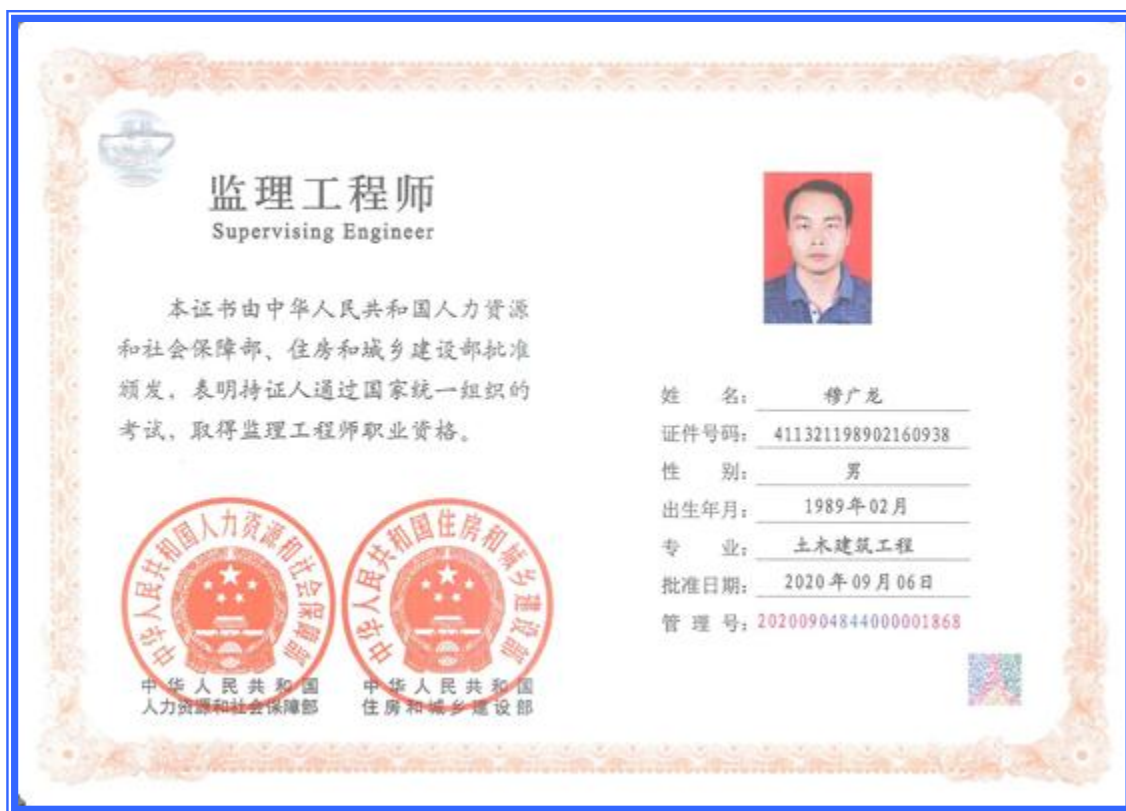 监理工程师
Supervising Engineer
本证书由中华人民共和国人力资源
和社会保障部、住房和城乡建设部批准
颁发，表明持证人通过国家统一组织的
考试，取得监理工程师职业资格。
姓 名：穆广龙
证件号码：411321198902160938
性 别：男
出生年月：1989年02月
专 业：土木建筑工程
批准日期：2020年09月06日
管 理 号：20200904844000001868
中华人民共和国人力资源和社会保障部
中华人民共和国住房和城乡建设部
中华人民共和国
人力资源和社会保障部
中华人民共和国
住房和城乡建设部